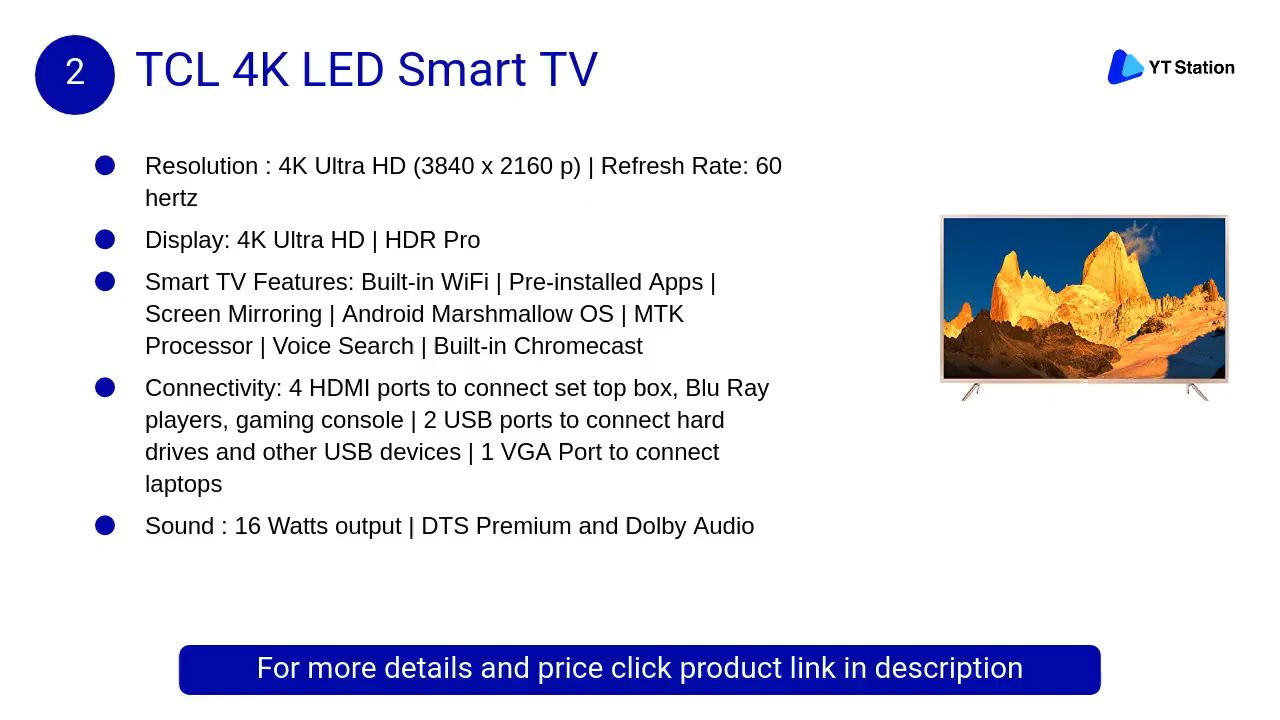 2
TCL 4K LED Smart TV
YT Station
Resolution : 4K Ultra HD (3840 x 2160 p) | Refresh Rate: 60
hertz
Display: 4K Ultra HD | HDR Pro
Smart TV Features: Built-in WiFi | Pre-installed Apps |
Screen Mirroring | Android Marshmallow OS | MTK
Processor | Voice Search | Built-in Chromecast
Connectivity: 4 HDMI ports to connect set top box, Blu Ray
players, gaming console | 2 USB ports to connect hard
drives and other USB devices | 1 VGA Port to connect
laptops
Sound : 16 Watts output | DTS Premium and Dolby Audio
For more details and price click product link in description